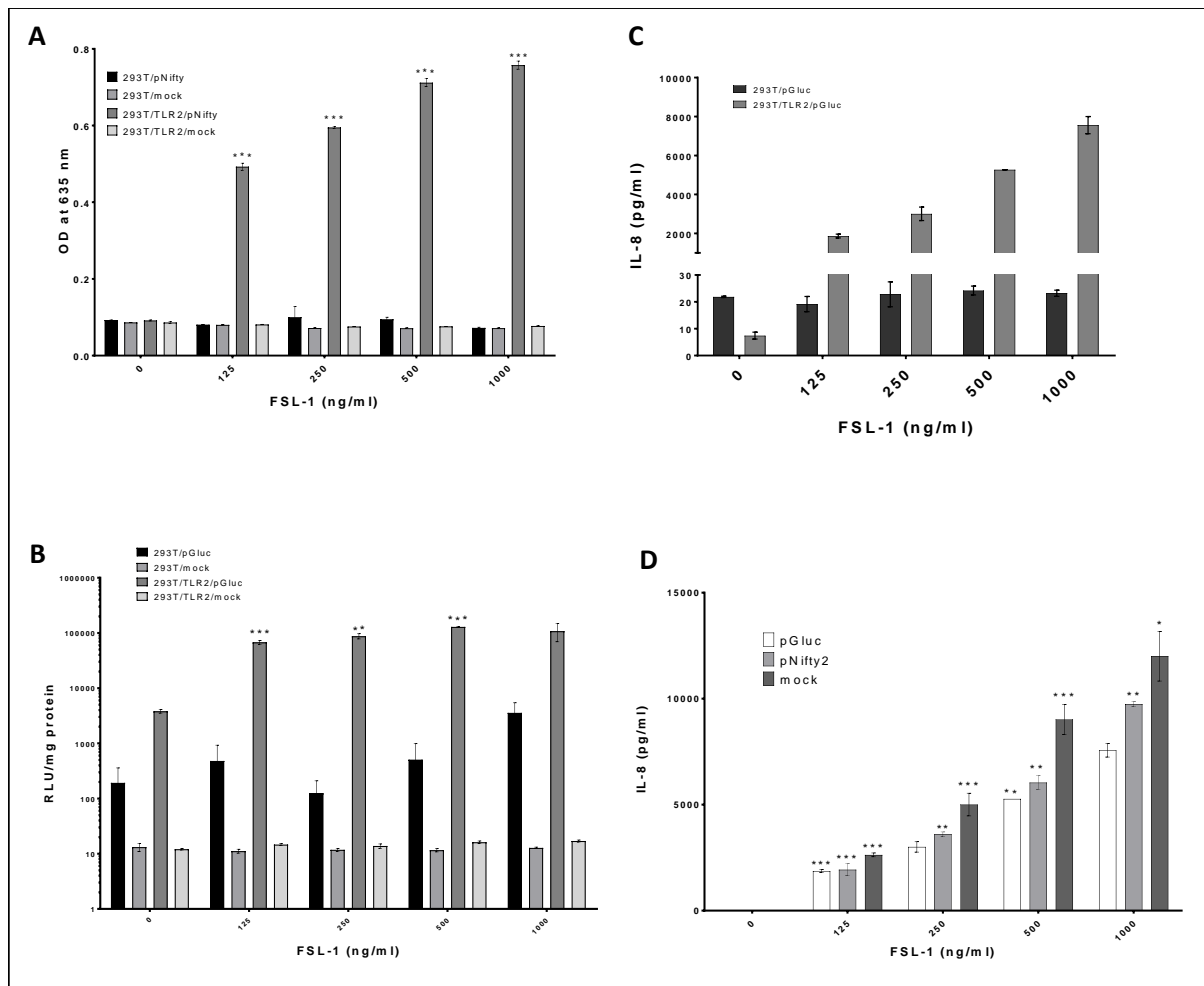 A
0.8
0.6
0.4
0.2
0.0
OD at 635 nm
293T/pNifty
293T/mock
293T/TLR2/pNifty
293T/TLR2/mock
***
***
***
***
0
125
250
500
1000
FSL-1 (ng/ml)
C
10000
8000
6000
4000
2000
30
20
10
0
IL-8 (pg/ml)
293T/pGluc
293T/TLR2/pGluc
0
125
250
500
1000
FSL-1 (ng/ml)
B
293T/pGluc
293T/mock
293T/TLR2/pGluc
293T/TLR2/mock
1000000
100000
10000
1000
100
10
1
RLU/mg protein
***
**
***
0
125
250
500
1000
FSL-1 (ng/ml)
D
15000
10000
5000
0
IL-8 (pg/ml)
pGluc
pNifty2
mock
***
***
***
**
***
**
**
***
**
*
0
125
250
500
1000
FSL-1 (ng/ml)